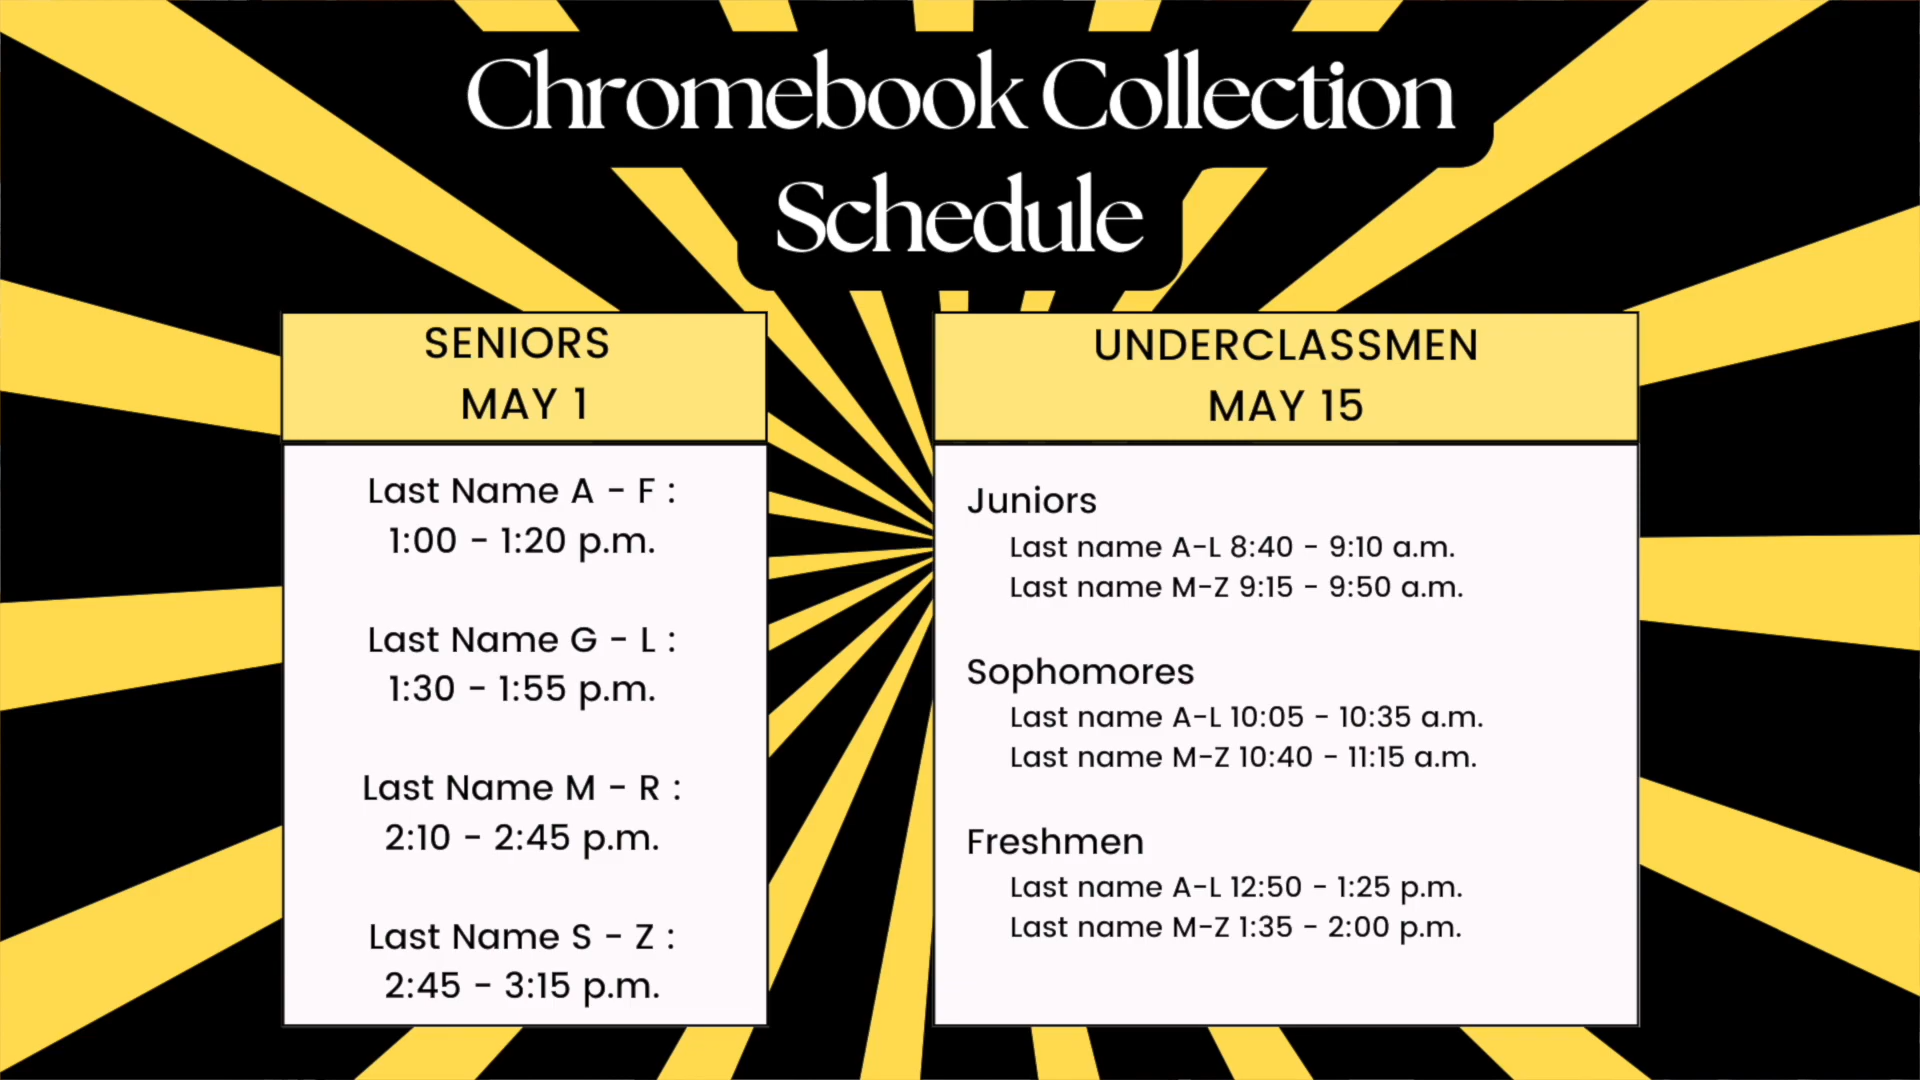 Chromebook Collection
Schedule
SENIORS
MAY 1
Last Name A - F :
1:00 - 1:20 p.m.
Last Name G - L :
1:30 - 1:55 p.m.
Last Name M - R :
2:10 - 2:45 p.m.
Last Name S - Z :
2:45 - 3:15 p.m.
UNDERCLASSMEN
MAY 15
Juniors
Last name A-L 8:40 - 9:10 a.m.
Last name M-Z 9:15 - 9:50 a.m.
Sophomores
Last name A-L 10:05 - 10:35 a.m.
Last name M-Z 10:40 - 11:15 a.m.
Freshmen
Last name A-L 12:50 - 1:25 p.m.
Last name M-Z 1:35 - 2:00 p.m.